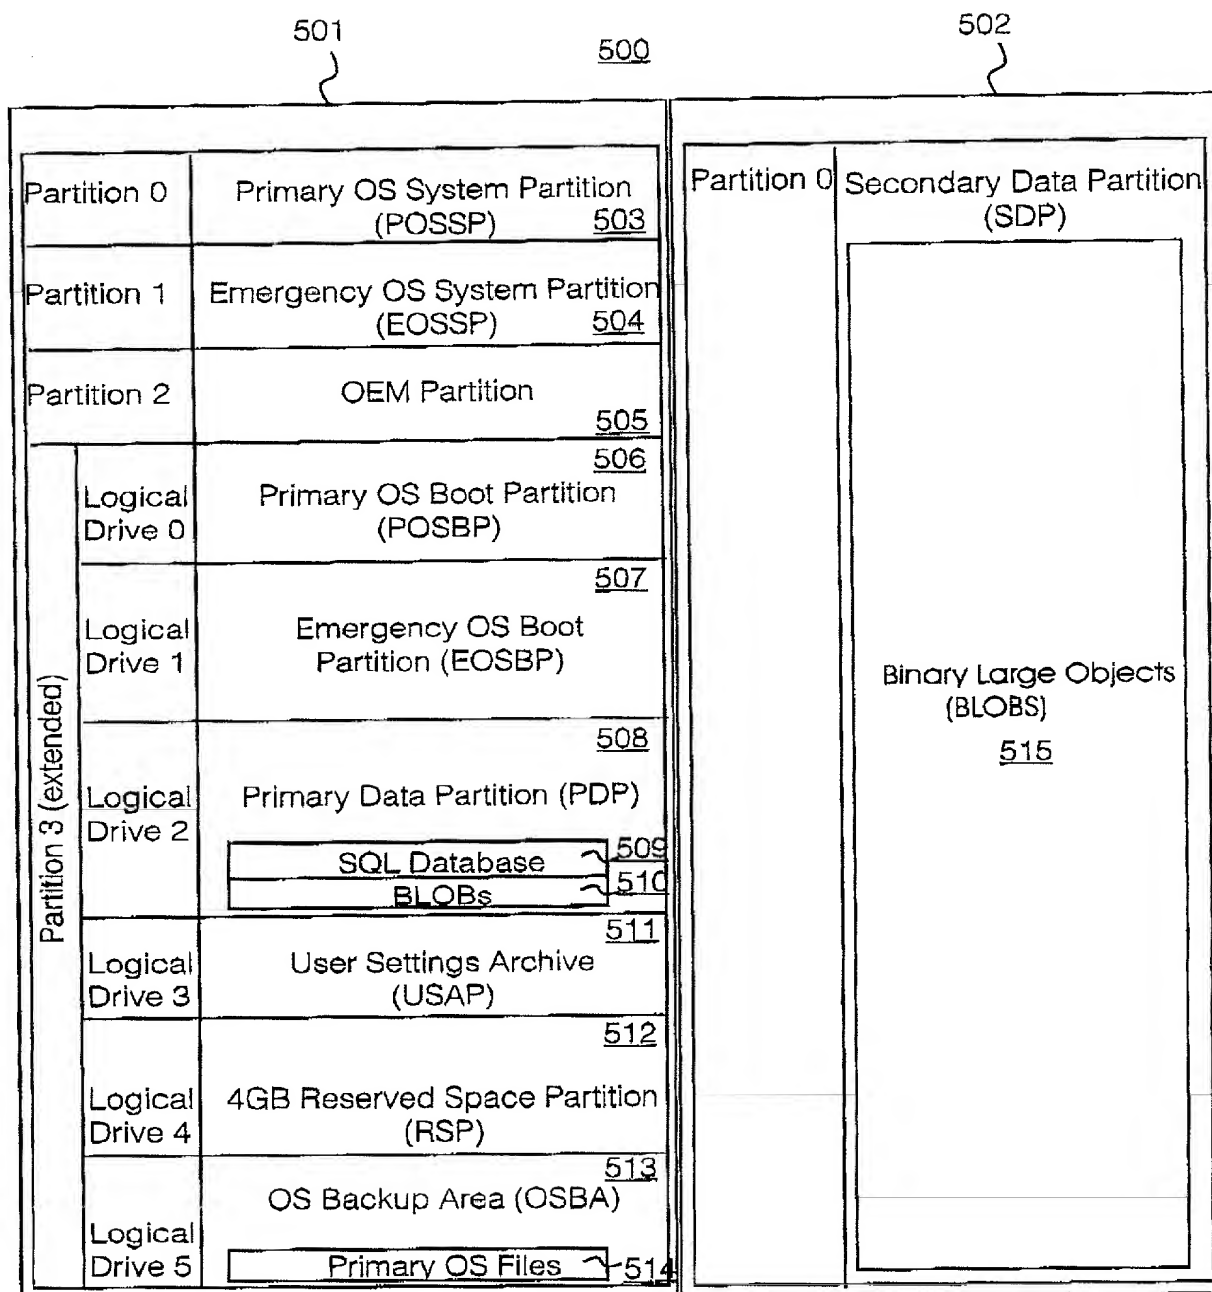 501
500
502
Partition 0
Primary OS System Partition
(POSSP) 503
Partition 1
Emergency OS System Partition
(EOSSP) 504
Partition 2
OEM Partition
505
Partition 3 (extended)
506
Logical
Drive 0
Primary OS Boot Partition
(POSBP)
507
Logical
Drive 1
Emergency OS Boot
Partition (EOSBP)
508
Logical
Drive 2
Primary Data Partition (PDP)
SQL Database 509
BLOBs 510
511
Logical
Drive 3
User Settings Archive
(USAP)
512
Logical
Drive 4
4GB Reserved Space Partition
(RSP)
513
OS Backup Area (OSBA)
Logical
Drive 5
Primary OS Files 514
Partition 0
Secondary Data Partition
(SDP)
Binary Large Objects
(BLOBS)
515